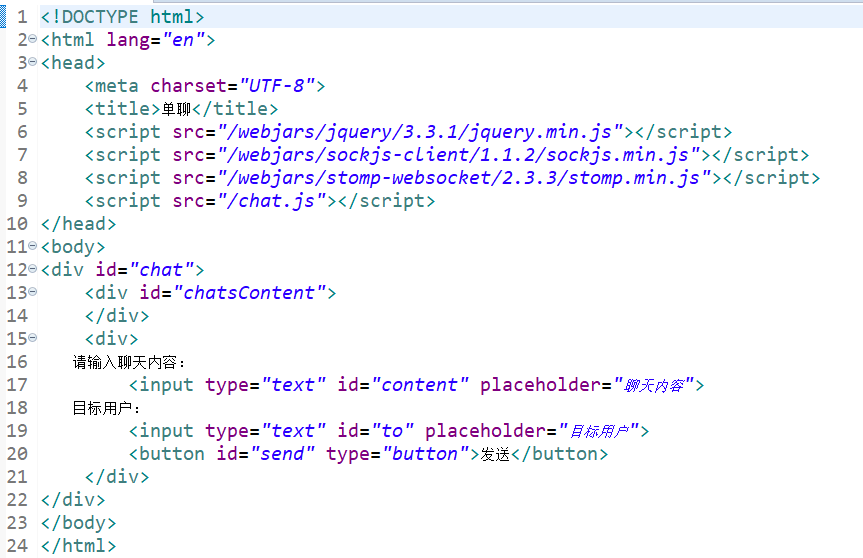 1 <!DOCTYPE html>
2 <html lang="en">
3 <head>
4     <meta charset="UTF-8">
5     <title>单聊</title>
6     <script src="/webjars/jquery/3.3.1/jquery.min.js"></script>
7     <script src="/webjars/sockjs-client/1.1.2/sockjs.min.js"></script>
8     <script src="/webjars/stomp-websocket/2.3.3/stomp.min.js"></script>
9     <script src="/chat.js"></script>
10 </head>
11 <body>
12 <div id="chat">
13     <div id="chatsContent">
14     </div>
15     <div>
16    请输入聊天内容：
17         <input type="text" id="content" placeholder="聊天内容">
18    目标用户：
19         <input type="text" id="to" placeholder="目标用户">
20         <button id="send" type="button">发送</button>
21     </div>
22 </div>
23 </body>
24 </html>